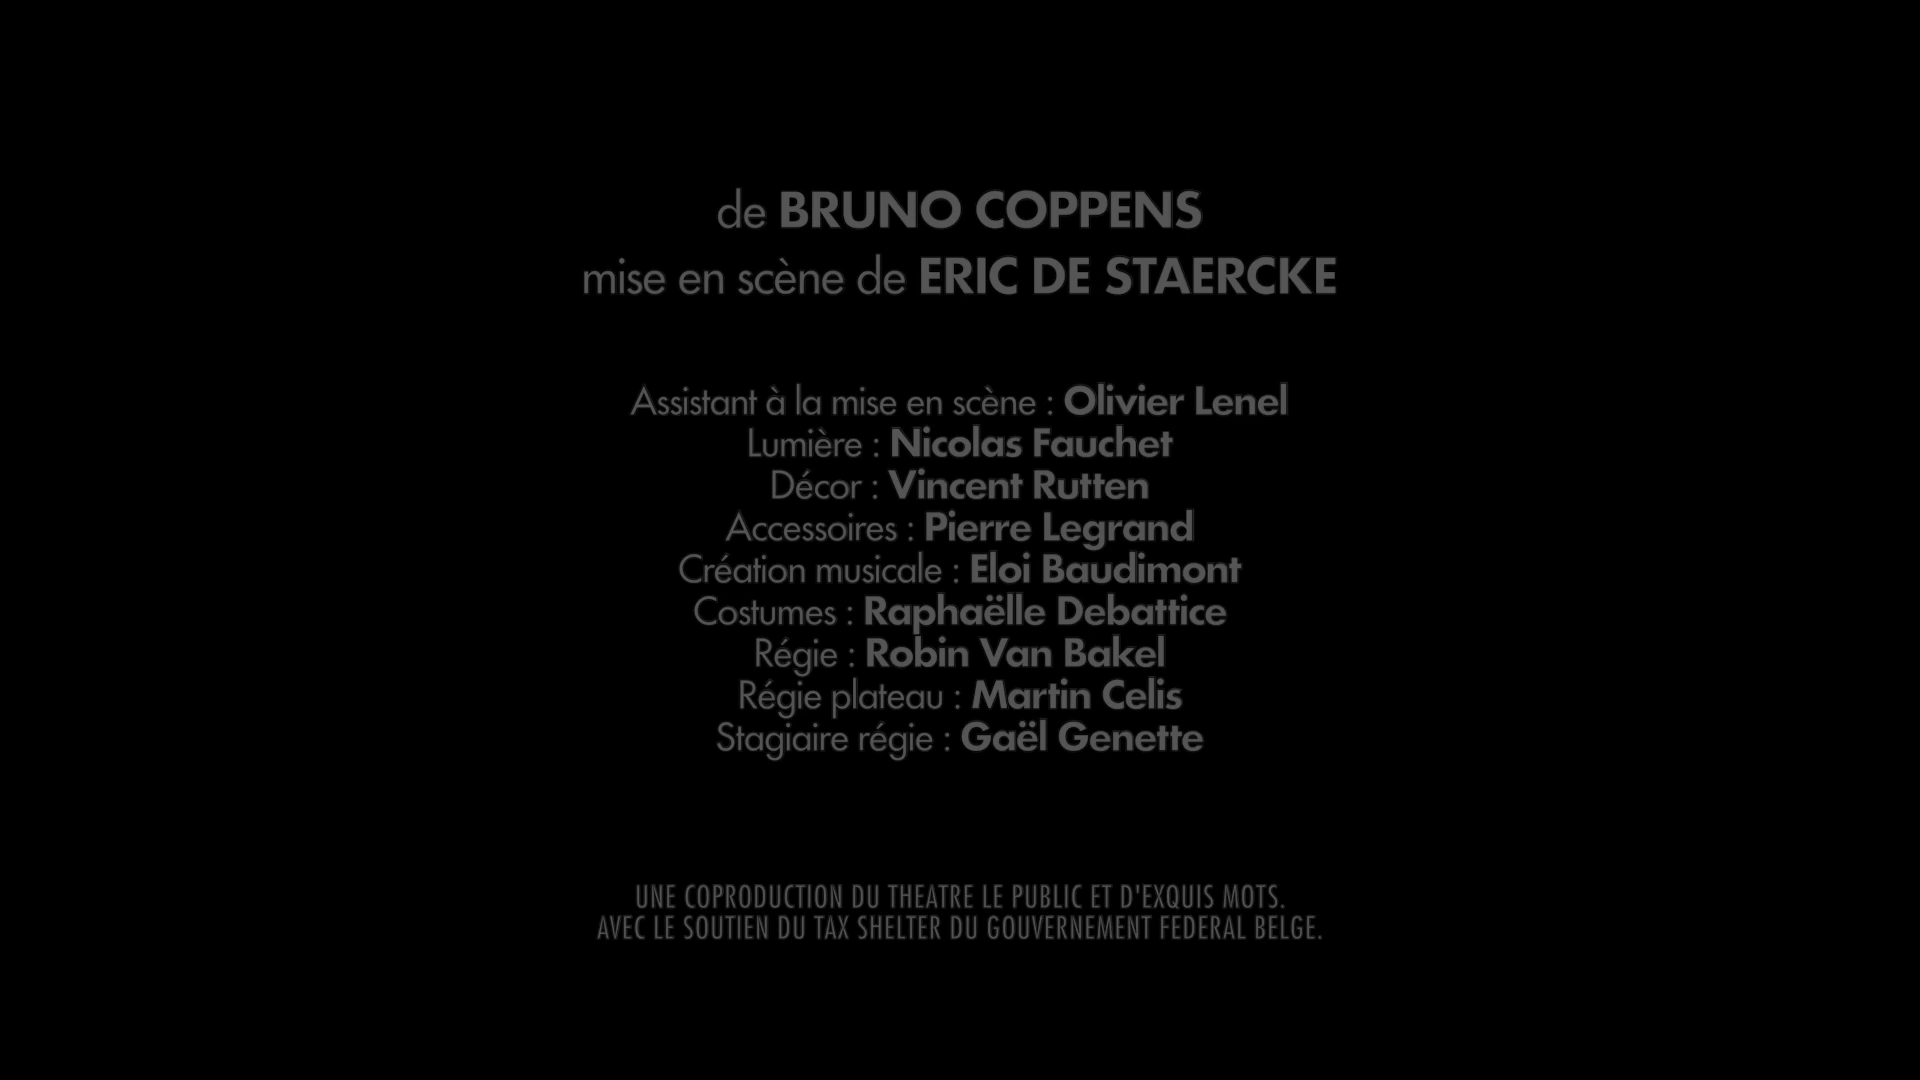 de BRUNO COPPENS
mise en scène de ERIC DE STAERCKE
Assistant à la mise en scène : Olivier Lenel
Lumière : Nicolas Fauchet
Décor : Vincent Rutten
Accessoires : Pierre Legrand
Création musicale : Eloi Baudimont
Costumes : Raphaëlle Debattice
Régie : Robin Van Bakel
Régie plateau : Martin Celis
Stagiaire régie : Gaël Genette
UNE COPRODUCTION DU THEATRE LE PUBLIC ET D'EXQUIS MOTS.
AVEC LE SOUTIEN DU TAX SHELTER DU GOUVERNEMENT FEDERAL BELGE.